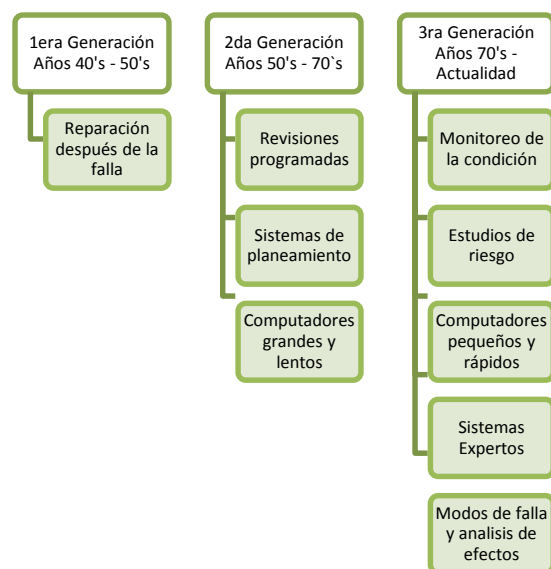 1era Generación
Años 40's - 50's
Reparación
después de la
falla
2da Generación
Años 50's - 70`s
Revisiones
programadas
Sistemas de
planeamiento
Computadores
grandes y
lentos
3ra Generación
Años 70's -
Actualidad
Monitoreo de
la condición
Estudios de
riesgo
Computadores
pequeños y
rápidos
Sistemas
Expertos
Modos de falla
y analisis de
efectos